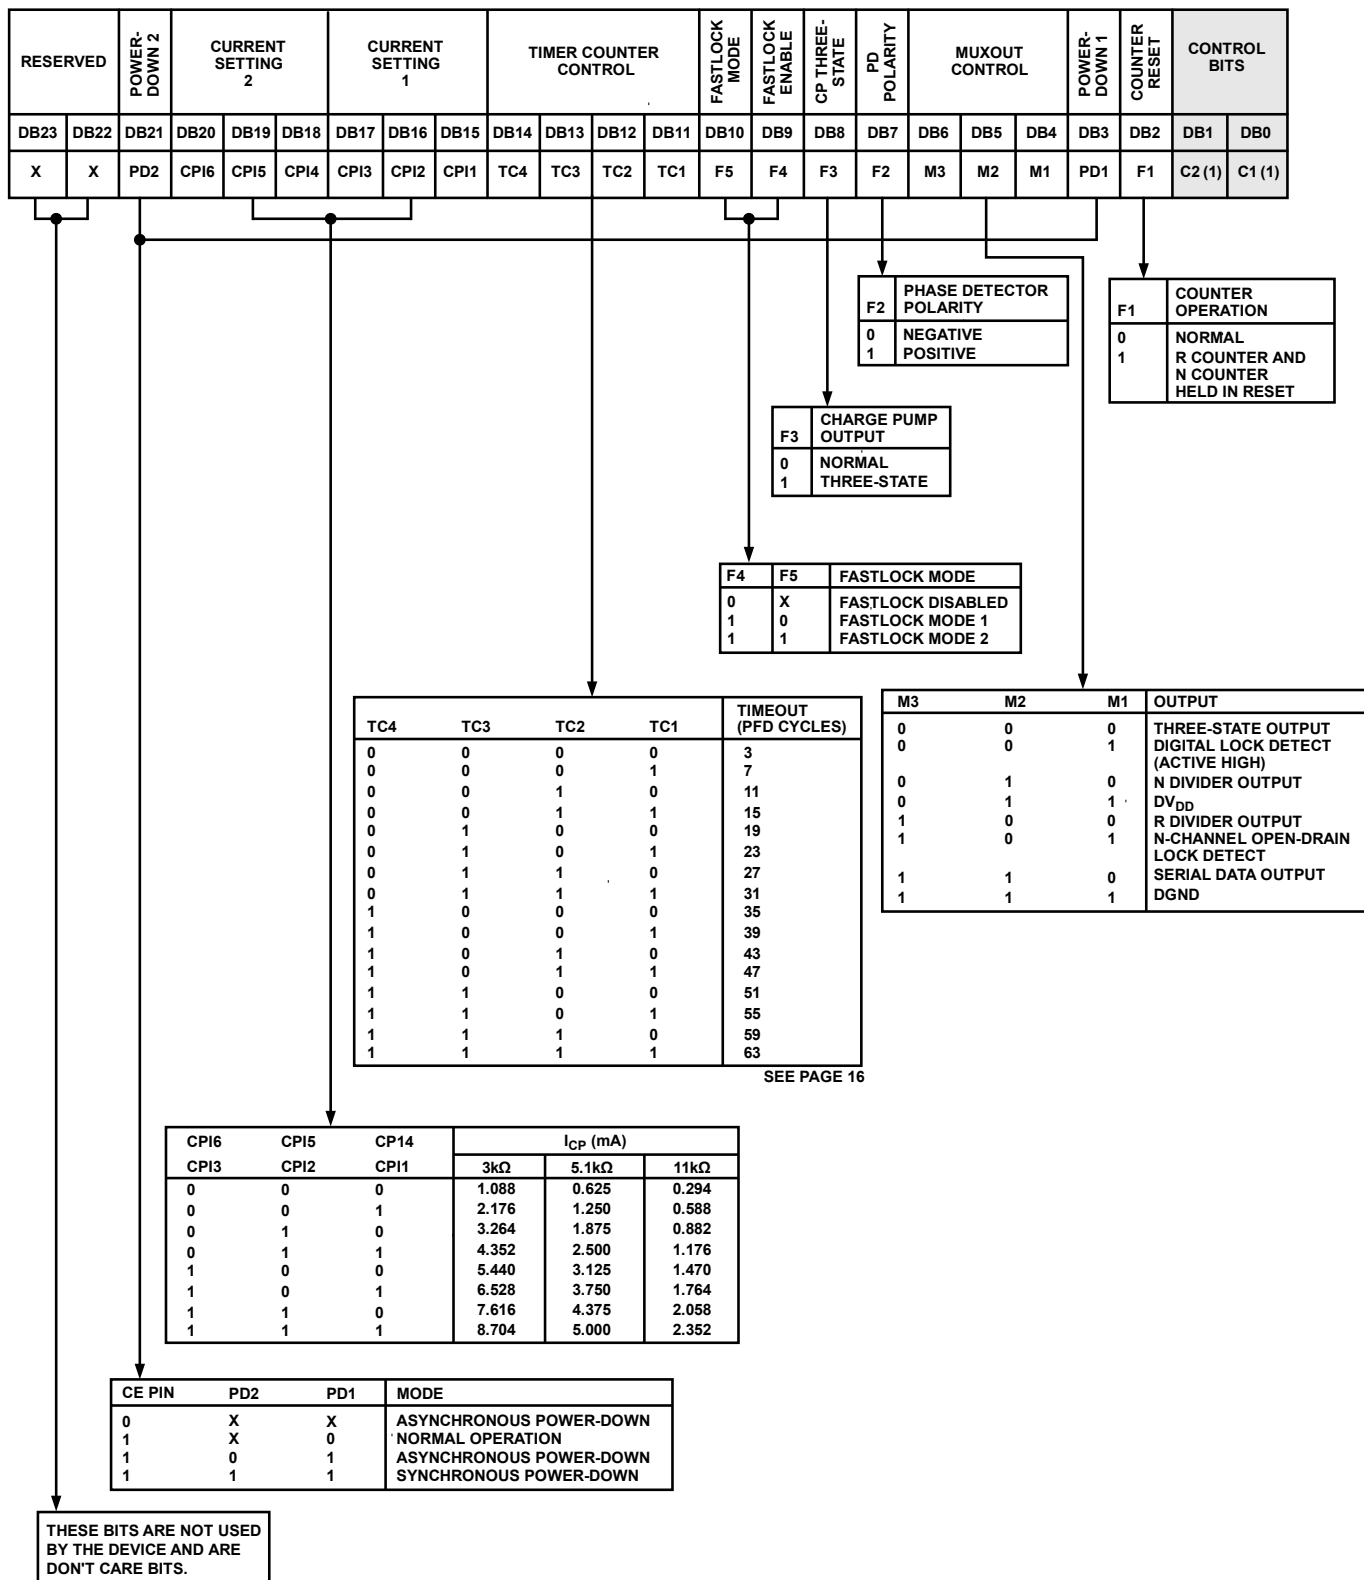 RESERVED
POWER-
DOWN 2
CURRENT
SETTING
2
CURRENT
SETTING
1
TIMER COUNTER
CONTROL
FASTLOCK
MODE
FASTLOCK
ENABLE
CP THREE-
STATE
PD
POLARITY
MUXOUT
CONTROL
POWER-
DOWN 1
COUNTER
RESET
CONTROL
BITS
DB23 DB22 DB21 DB20 DB19 DB18 DB17 DB16 DB15 DB14 DB13 DB12 DB11 DB10 DB9 DB8 DB7 DB6 DB5 DB4 DB3 DB2 DB1 DB0
X X PD2 CPI6 CPI5 CPI4 CPI3 CPI2 CPI1 TC4 TC3 TC2 TC1 F5 F4 F3 F2 M3 M2 M1 PD1 F1 C2 (1) C1 (1)
F2 PHASE DETECTOR
POLARITY
0 NEGATIVE
1 POSITIVE
F1 COUNTER
OPERATION
0 NORMAL
1 R COUNTER AND
N COUNTER
HELD IN RESET
F3 CHARGE PUMP
OUTPUT
0 NORMAL
1 THREE-STATE
F4 F5 FASTLOCK MODE
0 X FASTLOCK DISABLED
1 0 FASTLOCK MODE 1
1 1 FASTLOCK MODE 2
TC4 TC3 TC2 TC1 TIMEOUT
(PFD CYCLES)
0 0 0 0 3
0 0 0 1 7
0 0 1 0 11
0 0 1 1 15
0 1 0 0 19
0 1 0 1 23
0 1 1 0 27
0 1 1 1 31
1 0 0 0 35
1 0 0 1 39
1 0 1 0 43
1 0 1 1 47
1 1 0 0 51
1 1 0 1 55
1 1 1 0 59
1 1 1 1 63
SEE PAGE 16
M3 M2 M1 OUTPUT
0 0 0 THREE-STATE OUTPUT
0 0 1 DIGITAL LOCK DETECT
(ACTIVE HIGH)
0 1 0 N DIVIDER OUTPUT
0 1 1 DVDD
1 0 0 R DIVIDER OUTPUT
1 0 1 N-CHANNEL OPEN-DRAIN
LOCK DETECT
1 1 0 SERIAL DATA OUTPUT
1 1 1 DGND
CPI6 CPI5 CP14 ICP (mA)
CPI3 CPI2 CPI1 3kΩ 5.1kΩ 11kΩ
0 0 0 1.088 0.625 0.294
0 0 1 2.176 1.250 0.588
0 1 0 3.264 1.875 0.882
0 1 1 4.352 2.500 1.176
1 0 0 5.440 3.125 1.470
1 0 1 6.528 3.750 1.764
1 1 0 7.616 4.375 2.058
1 1 1 8.704 5.000 2.352
CE PIN PD2 PD1 MODE
0 X X ASYNCHRONOUS POWER-DOWN
1 X 0 NORMAL OPERATION
1 0 1 ASYNCHRONOUS POWER-DOWN
1 1 1 SYNCHRONOUS POWER-DOWN
THESE BITS ARE NOT USED
BY THE DEVICE AND ARE
DON'T CARE BITS.